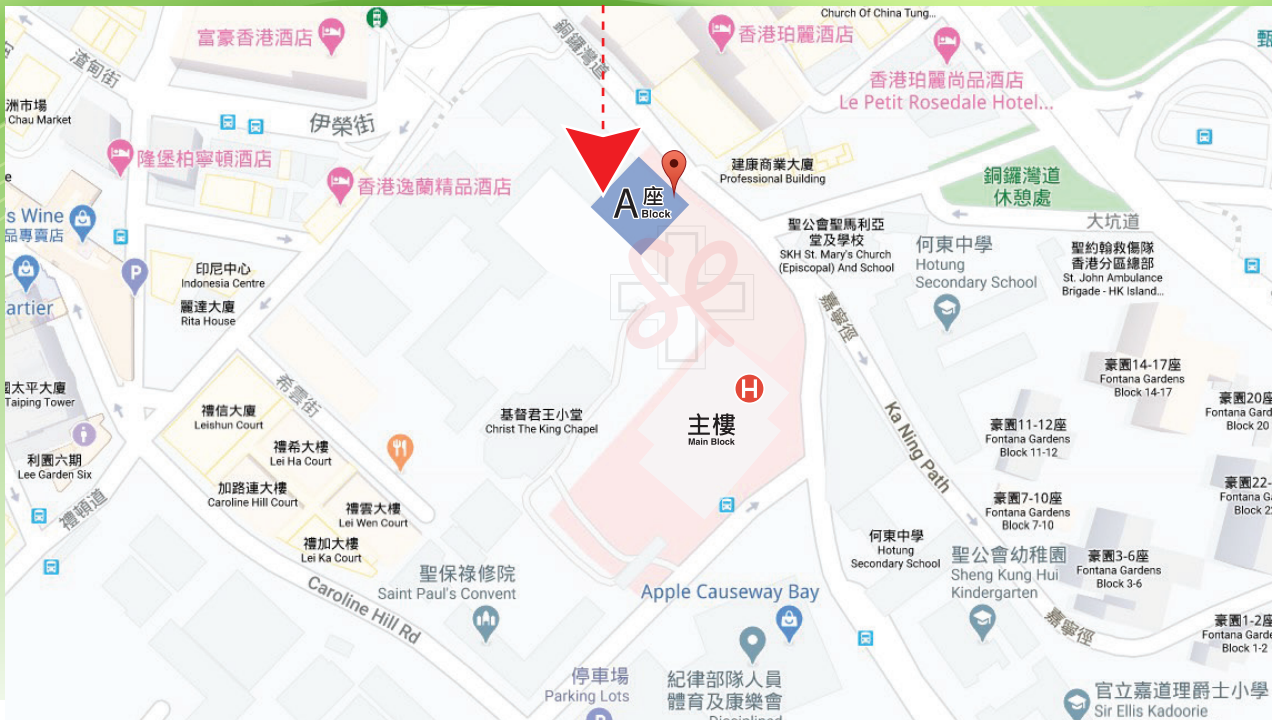 Church Of China Tung...
富豪香港酒店
銅鑼灣道
香港珀麗酒店
甄
渣甸街
香港珀麗尚品酒店
Le Petit Rosedale Hotel...
洲市場
Chau Market
伊榮街
隆堡柏寧頓酒店
香港逸蘭精品酒店
建康商業大廈
Professional Building
A座
Block
銅鑼灣道
休憩處
大坑道
e
s Wine
品專賣店
P
印尼中心
Indonesia Centre
聖公會聖馬利亞
堂及學校
SKH St. Mary's Church
(Episcopal) And School
何東中學
Hotung
Secondary School
聖約翰救傷隊
香港分區總部
St. John Ambulance
Brigade - HK Island...
artier
麗達大廈
Rita House
嘉寧徑
H
主樓
Main Block
豪園14-17座
Fontana Gardens
Block 14-17
國太平大廈
Taiping Tower
希雲街
禮信大廈
Leishun Court
基督君王小堂
Christ The King Chapel
Ka Ning Path
豪園11-12座
Fontana Gardens
Block 11-12
豪園20座
Fontana Gard
Block 20
禮希大樓
Lei Ha Court
利園六期
Lee Garden Six
加路連大樓
Caroline Hill Court
禮雲大樓
Lei Wen Court
禮頓道
禮加大樓
Lei Ka Court
豪園7-10座
Fontana Gardens
Block 7-10
豪園22-
Fontana Ga
Block 22
何東中學
Hotung
Secondary School
聖公會幼稚園
Sheng Kung Hui
Kindergarten
豪園3-6座
Fontana Gardens
Block 3-6
Caroline Hill Rd
聖保祿修院
Saint Paul's Convent
Apple Causeway Bay
嘉寧徑
豪園1-2座
Fontana Garde
Block 1-2
停車場
Parking Lots
P
紀律部隊人員
體育及康樂會
Disciplined
官立嘉道理爵士小學
Sir Ellis Kadoorie